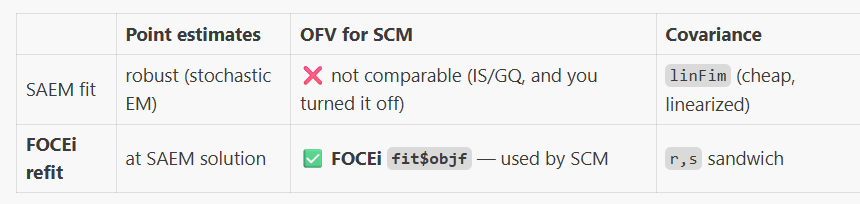 Point estimates OFV for SCM Covariance
SAEM fit robust (stochastic EM) ❌ not comparable (IS/GQ, and you turned it off) linFim (cheap, linearized)
FOCEi refit at SAEM solution ✅ FOCEi fit$objf — used by SCM r,s sandwich